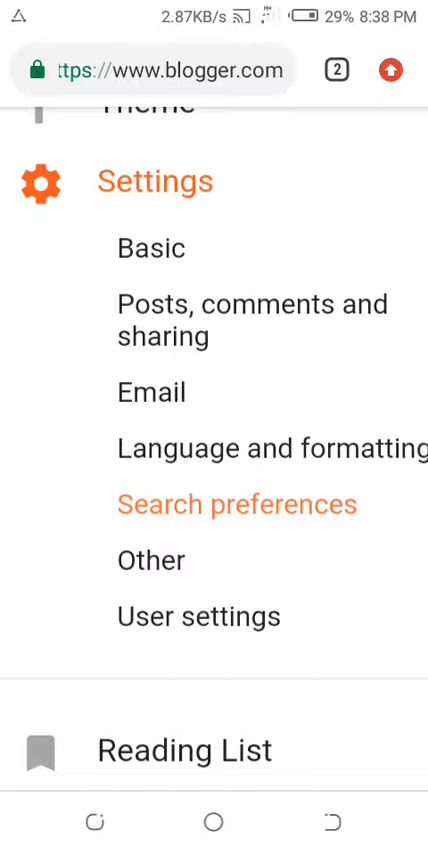 2.87KB/s 29% 8:38 PM
ttps://www.blogger.com 2
Theme
Settings
Basic
Posts, comments and
sharing
Email
Language and formatting
Search preferences
Other
User settings
Reading List